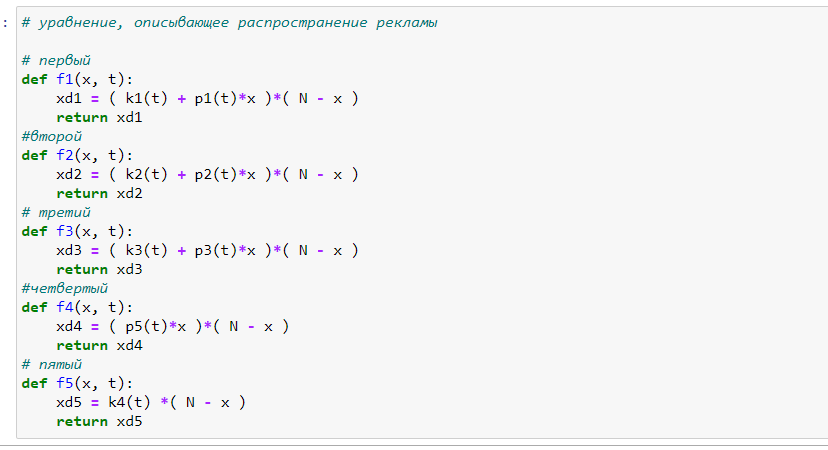 : # уравнение, описывающее распространение рекламы
# первый
def f1(x, t):
    xd1 = ( k1(t) + p1(t)*x )*( N - x )
    return xd1
#второй
def f2(x, t):
    xd2 = ( k2(t) + p2(t)*x )*( N - x )
    return xd2
# третий
def f3(x, t):
    xd3 = ( k3(t) + p3(t)*x )*( N - x )
    return xd3
#четвертый
def f4(x, t):
    xd4 = ( p5(t)*x )*( N - x )
    return xd4
# пятый
def f5(x, t):
    xd5 = k4(t) *( N - x )
    return xd5